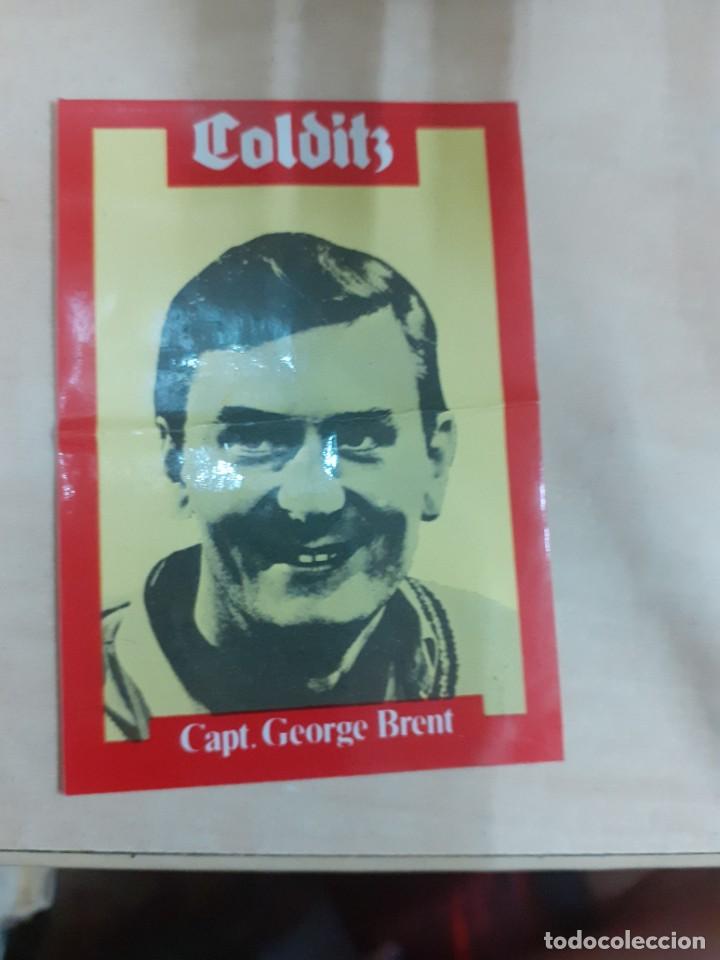 Colditz
Capt. George Brent
todocoleccion